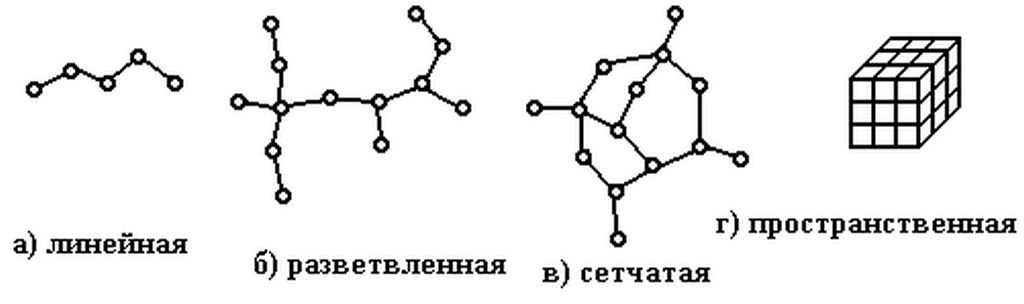 а) линейная
б) разветвленная
в) сетчатая
г) пространственная